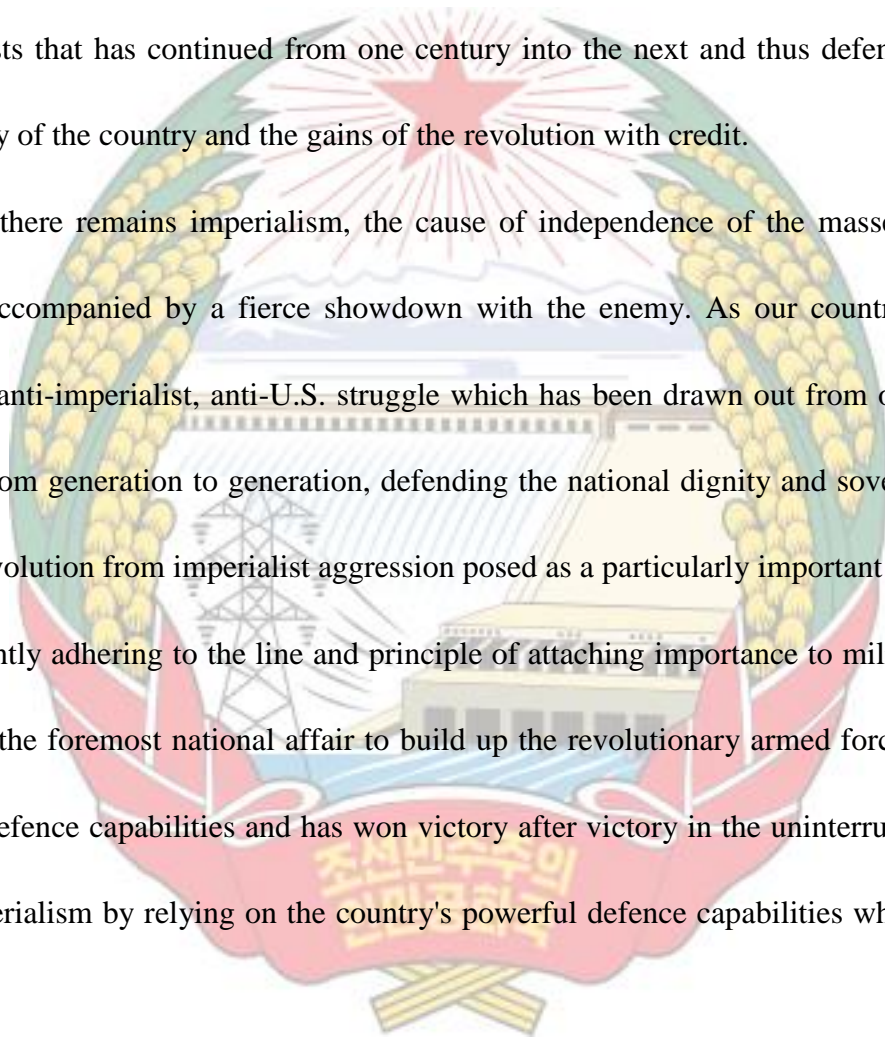 sts that has continued from one century into the next and thus defen
y of the country and the gains of the revolution with credit.
there remains imperialism, the cause of independence of the masse
ccompanied by a fierce showdown with the enemy. As our countr
anti-imperialist, anti-U.S. struggle which has been drawn out from o
om generation to generation, defending the national dignity and sove
volution from imperialist aggression posed as a particularly important
ntly adhering to the line and principle of attaching importance to mil
the foremost national affair to build up the revolutionary armed forc
efence capabilities and has won victory after victory in the uninterru
조선민주주의
인민공화국
erialism by relying on the country's powerful defence capabilities wh